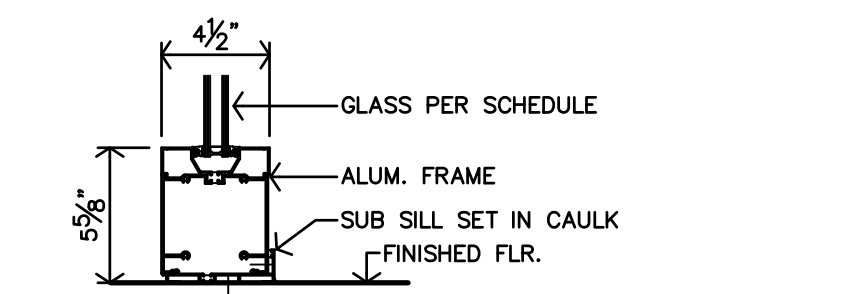 4½"
GLASS PER SCHEDULE
ALUM. FRAME
5⅝"
SUB SILL SET IN CAULK
FINISHED FLR.